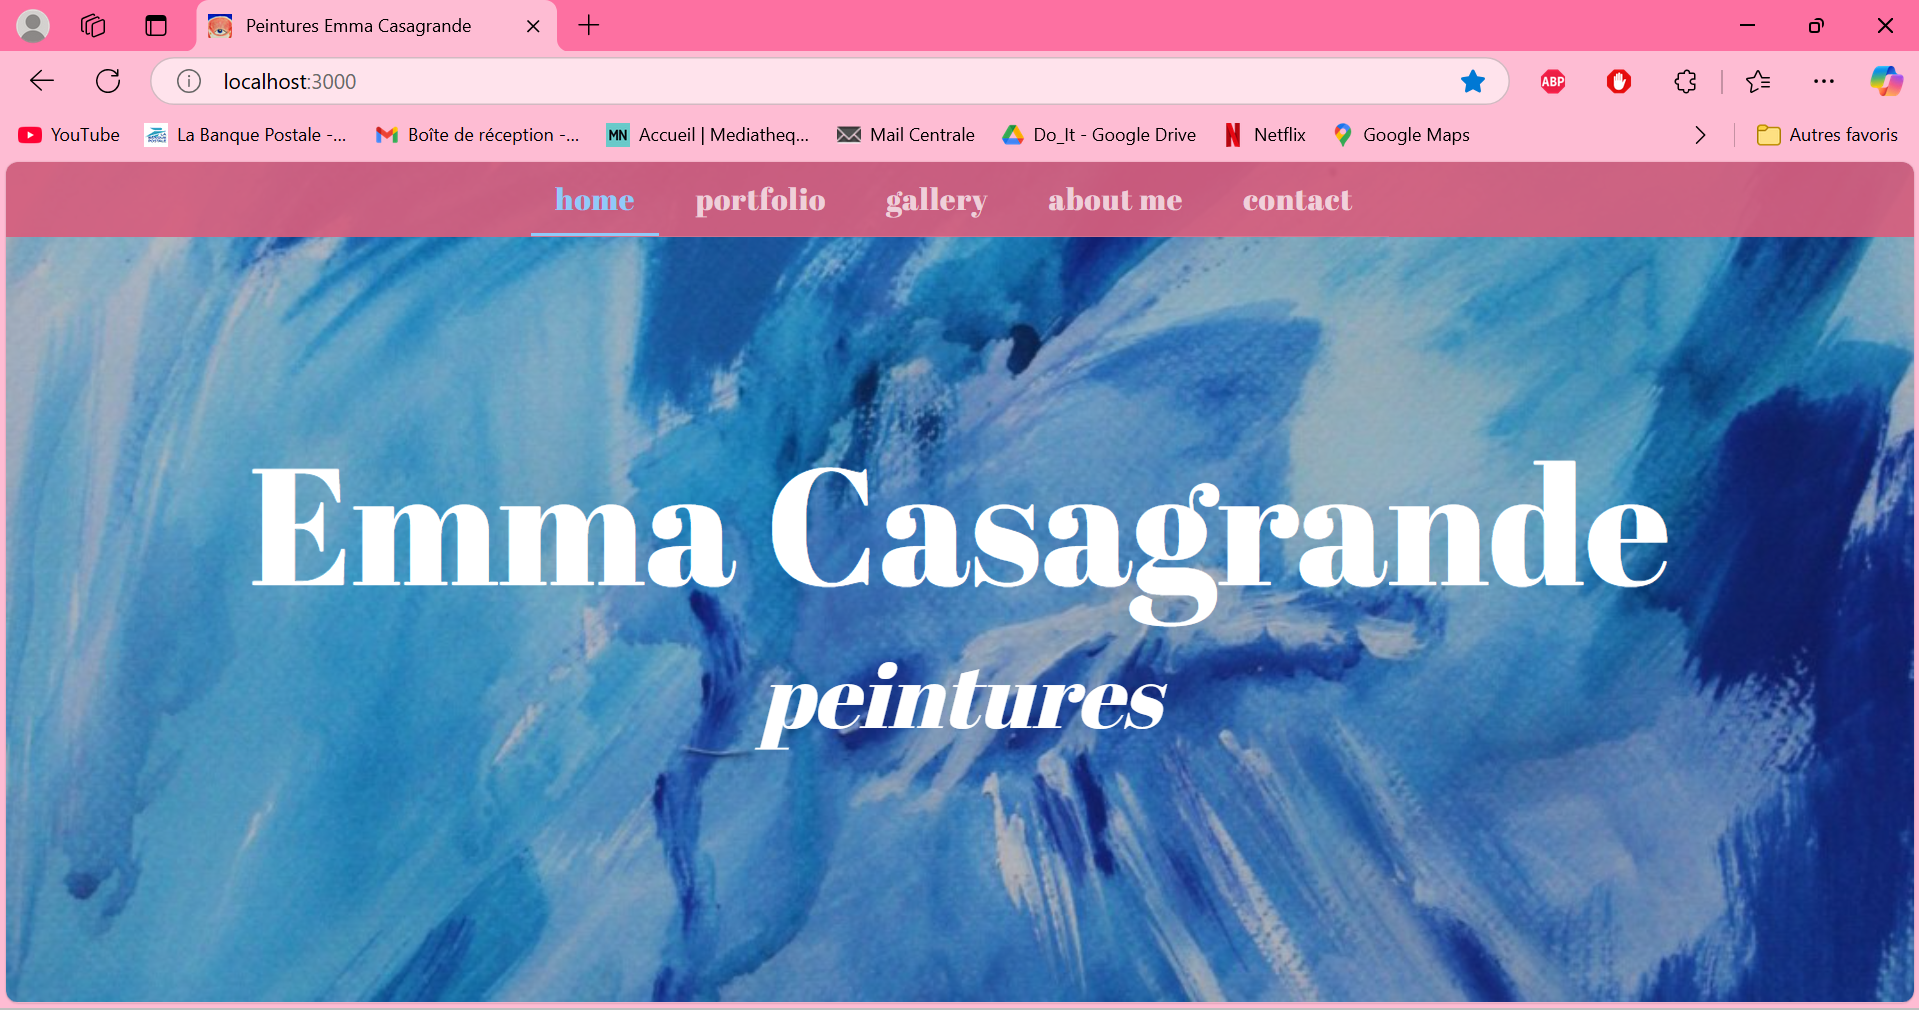 Peintures Emma Casagrande
localhost:3000
ABP
YouTube La Banque Postale -... Boîte de réception -... MN Accueil | Mediatheq... Mail Centrale Do_It - Google Drive Netflix Google Maps Autres favoris
home portfolio gallery about me contact
Emma Casagrande
peintures